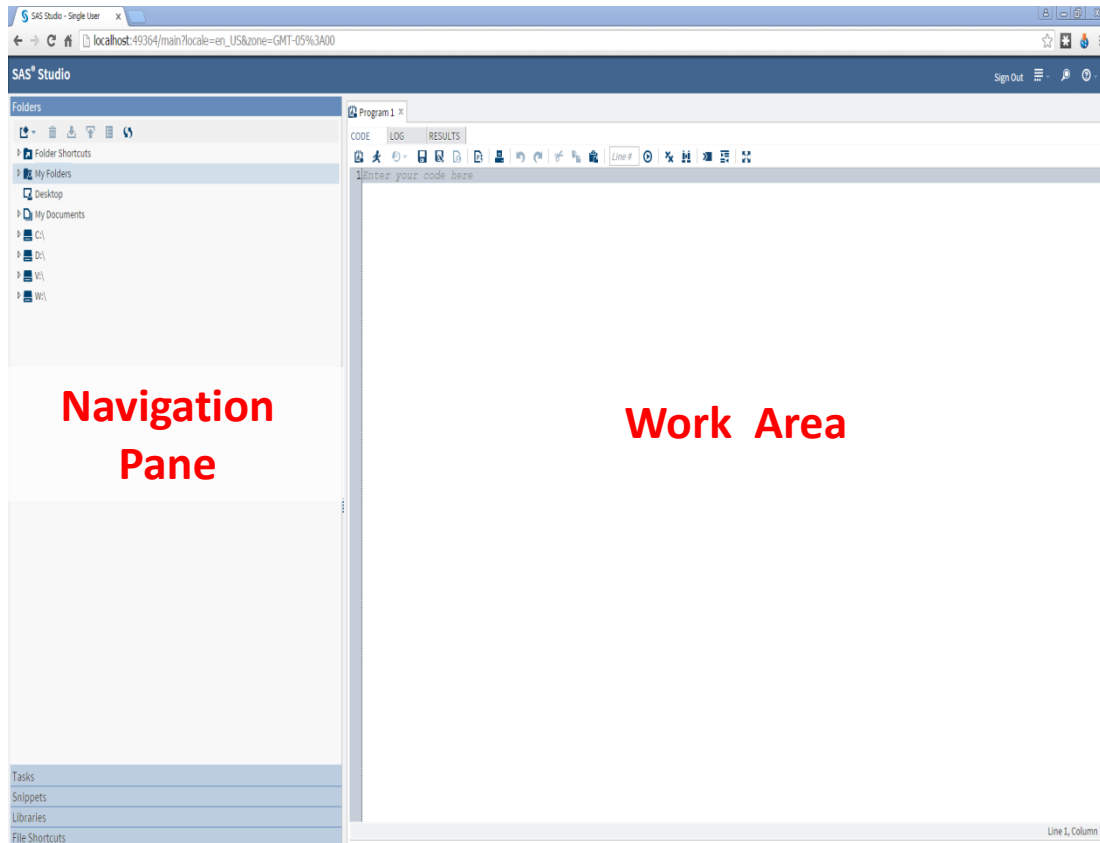 SAS Studio - Single User
localhost:49364/main?locale=en_US&zone=GMT-05%3A00
SAS® Studio
Sign Out
Folders
Folder Shortcuts
My Folders
Desktop
My Documents
C:\
D:\
V:\
W:\
Navigation
Pane
Tasks
Snippets
Libraries
File Shortcuts
Program 1
CODE LOG RESULTS
Line #
1 Enter your code here
Work Area
Line 1, Column